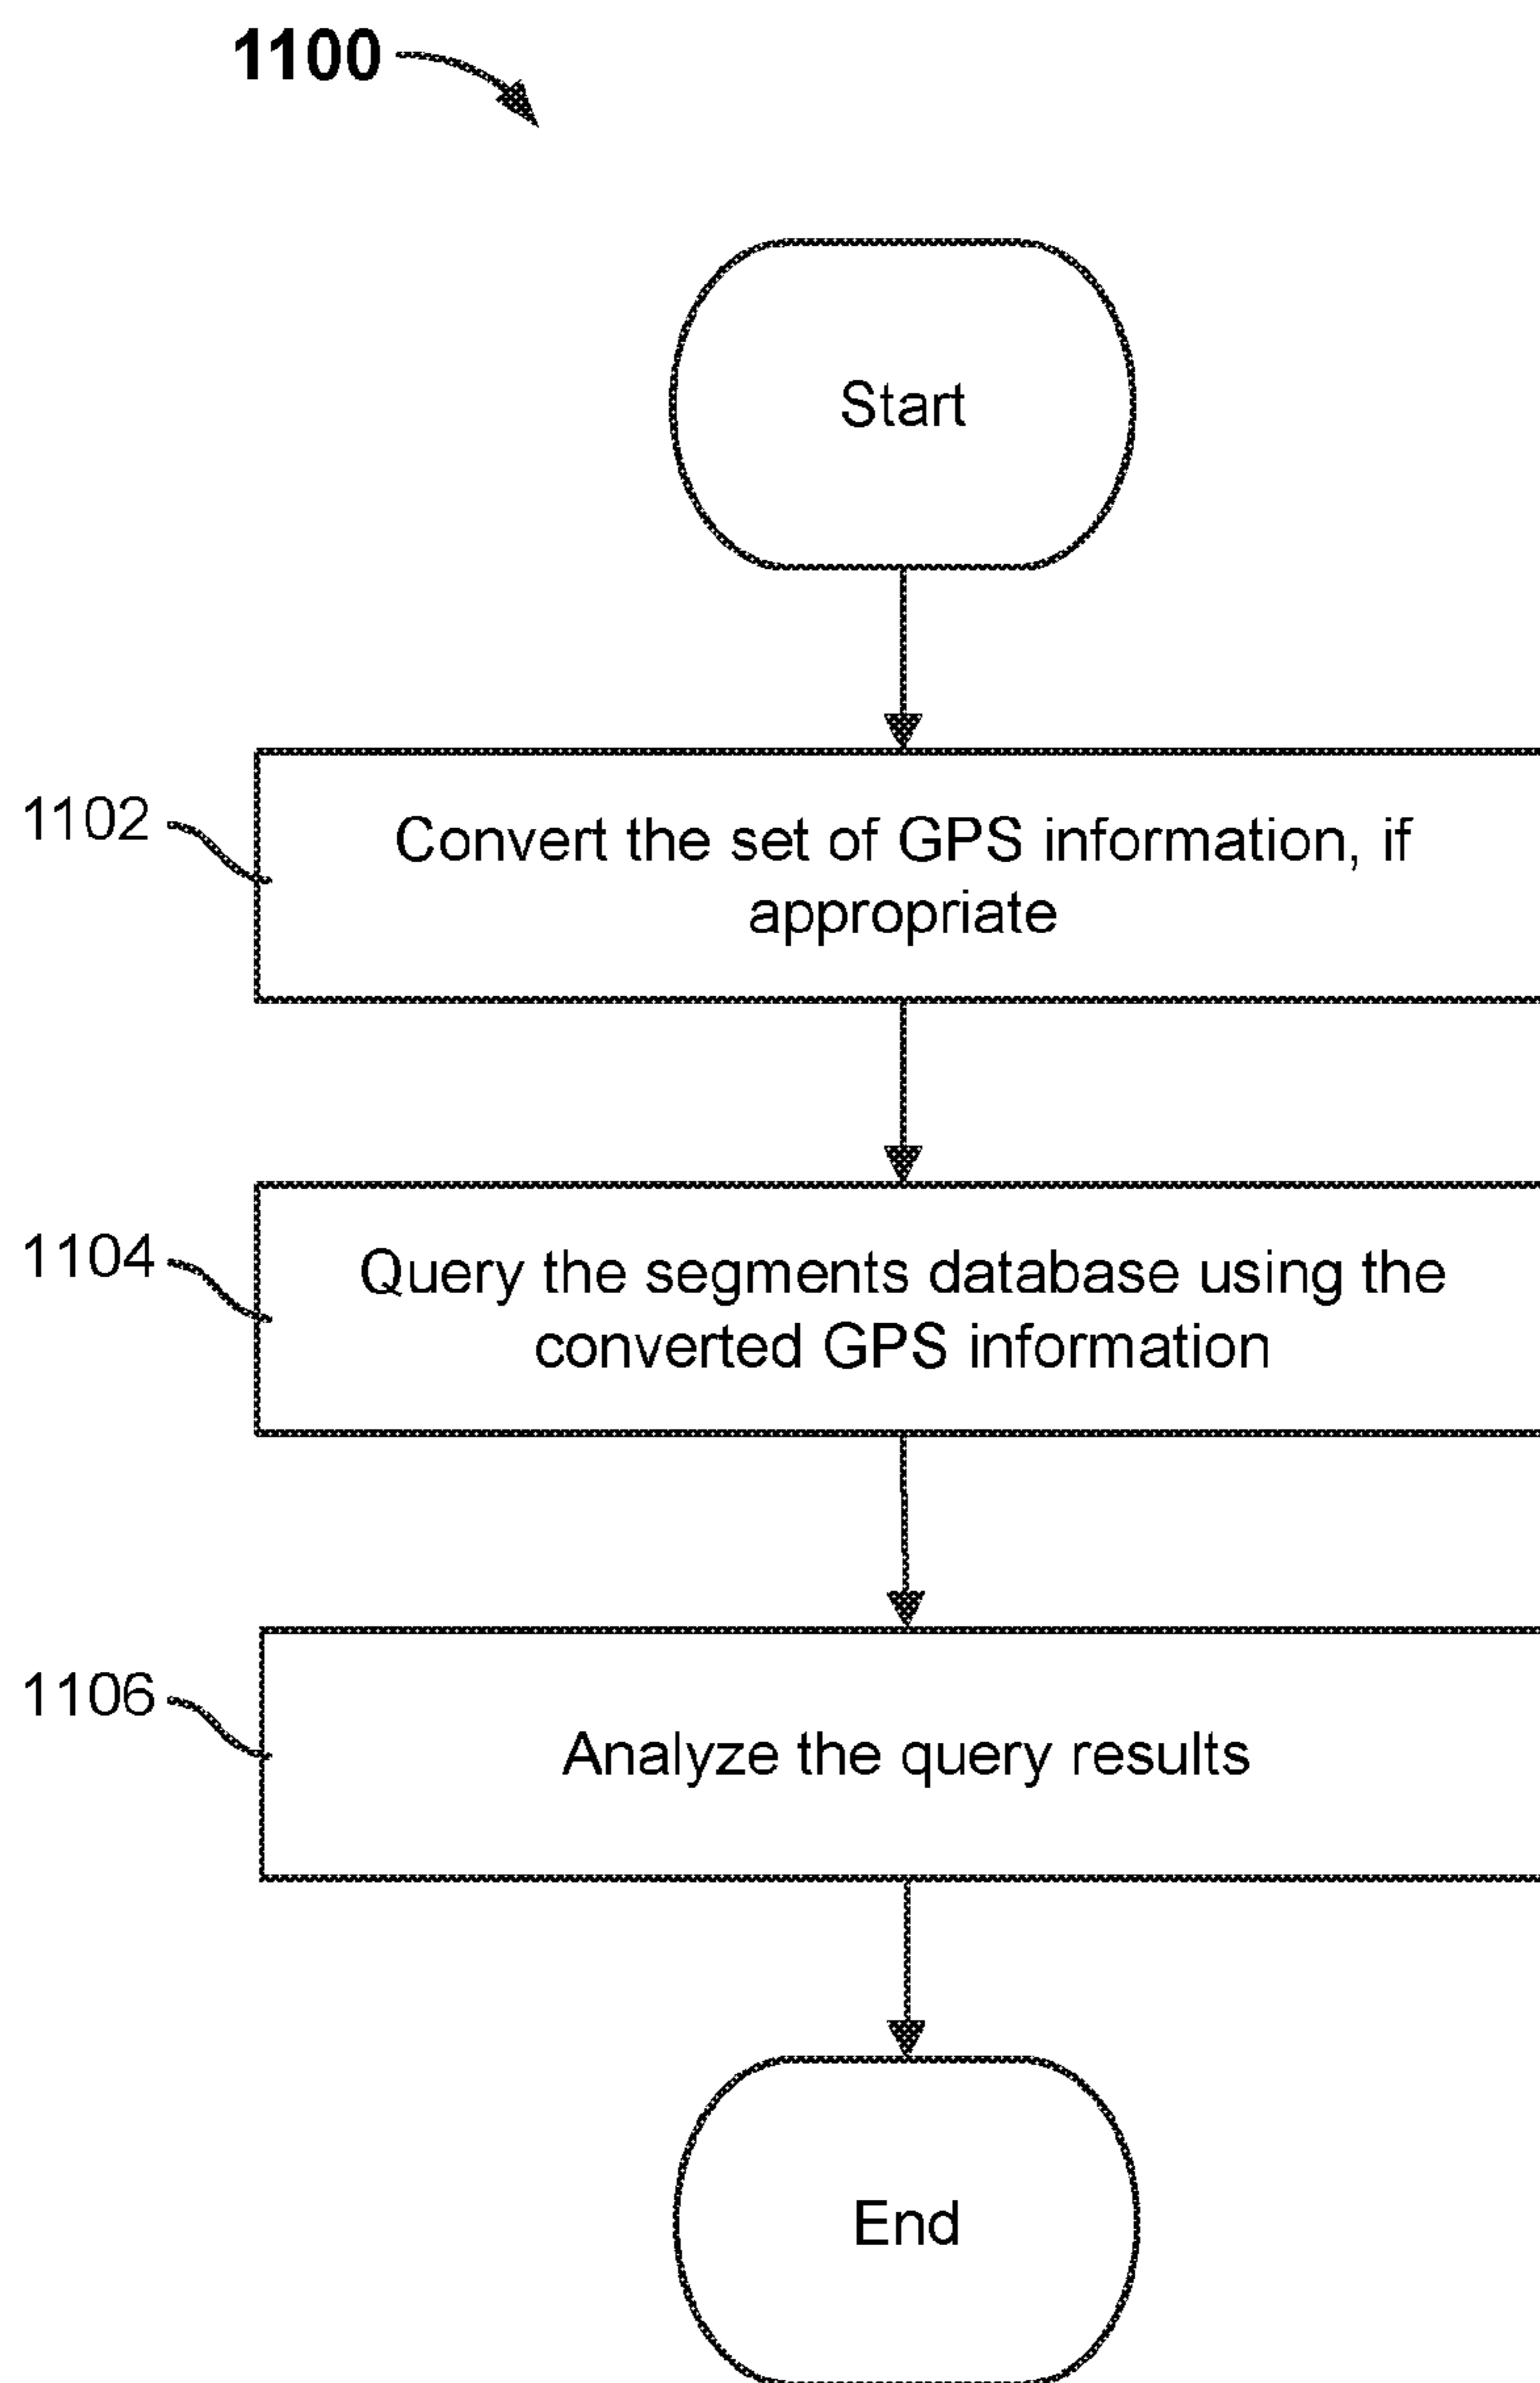 1100
Start
1102
Convert the set of GPS information, if
appropriate
1104
Query the segments database using the
converted GPS information
1106
Analyze the query results
End